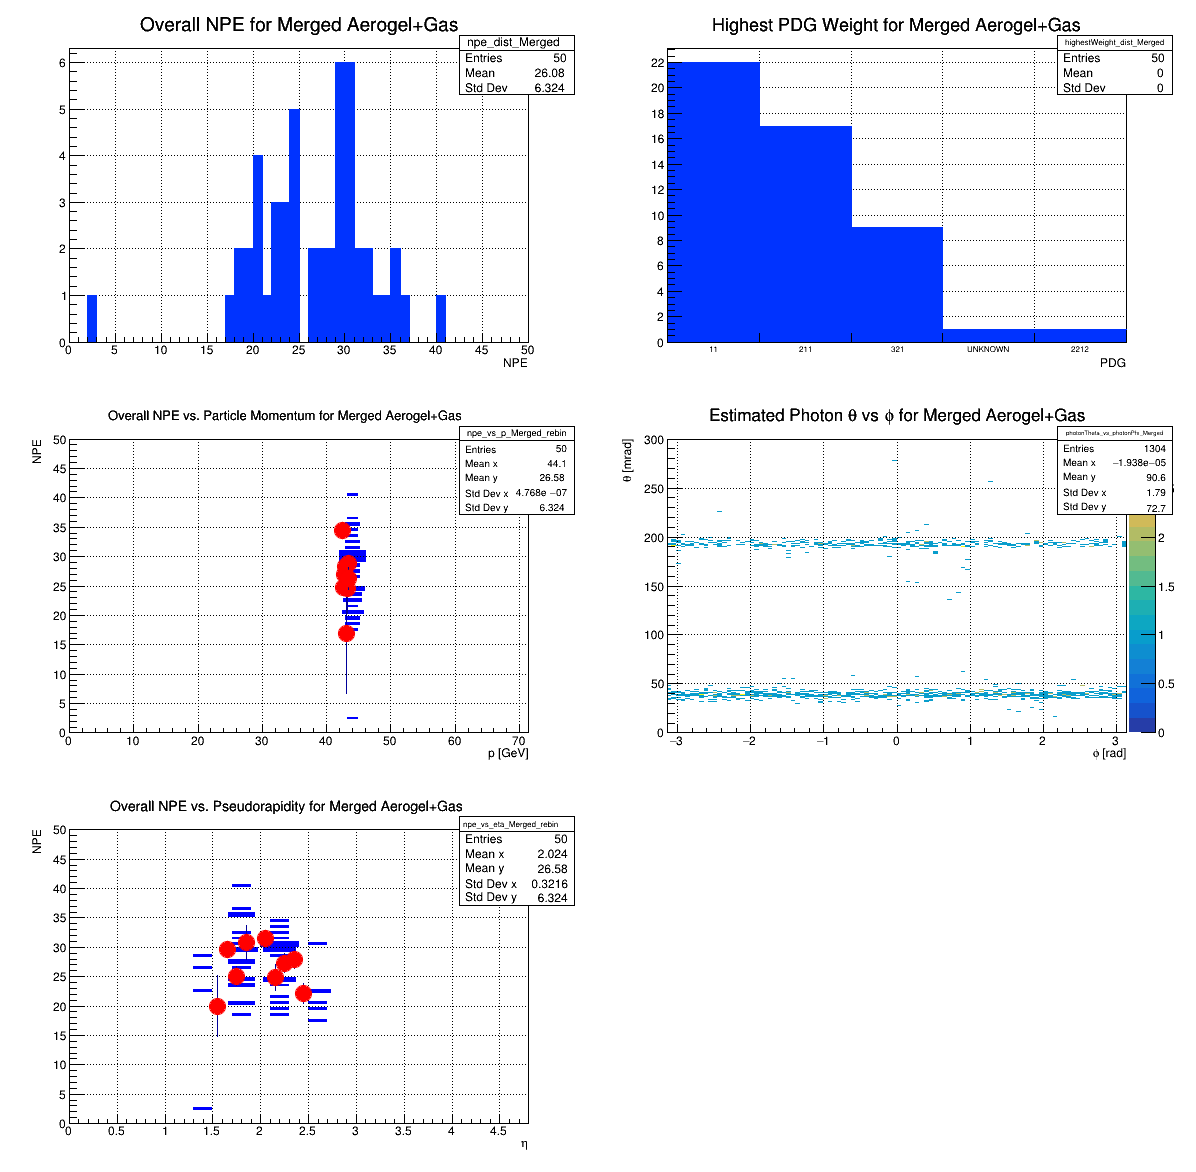 Overall NPE for Merged Aerogel+Gas
npe_dist_Merged
Entries 50
Mean 26.08
Std Dev 6.324
6
5
4
3
2
1
0
0 5 10 15 20 25 30 35 40 45 50
NPE
Highest PDG Weight for Merged Aerogel+Gas
highestWeight_dist_Merged
Entries 50
Mean 0
Std Dev 0
22
20
18
16
14
12
10
8
6
4
2
0
11 211 321 UNKNOWN 2212
PDG
Overall NPE vs. Particle Momentum for Merged Aerogel+Gas
npe_vs_p_Merged_rebin
Entries 50
Mean x 44.1
Mean y 26.58
Std Dev x 4.768e −07
Std Dev y 6.324
NPE
50
45
40
35
30
25
20
15
10
5
0
0 10 20 30 40 50 60 70
p [GeV]
Estimated Photon θ vs ϕ for Merged Aerogel+Gas
photonTheta_vs_photonPhi_Merged
Entries 1304
Mean x −1.938e−05
Mean y 90.6
Std Dev x 1.79
Std Dev y 72.7
θ [mrad]
300
250
200
150
100
50
0
−3 −2 −1 0 1 2 3
ϕ [rad]
2
1.5
1
0.5
0
Overall NPE vs. Pseudorapidity for Merged Aerogel+Gas
npe_vs_eta_Merged_rebin
Entries 50
Mean x 2.024
Mean y 26.58
Std Dev x 0.3216
Std Dev y 6.324
NPE
50
45
40
35
30
25
20
15
10
5
0
0 0.5 1 1.5 2 2.5 3 3.5 4 4.5
η